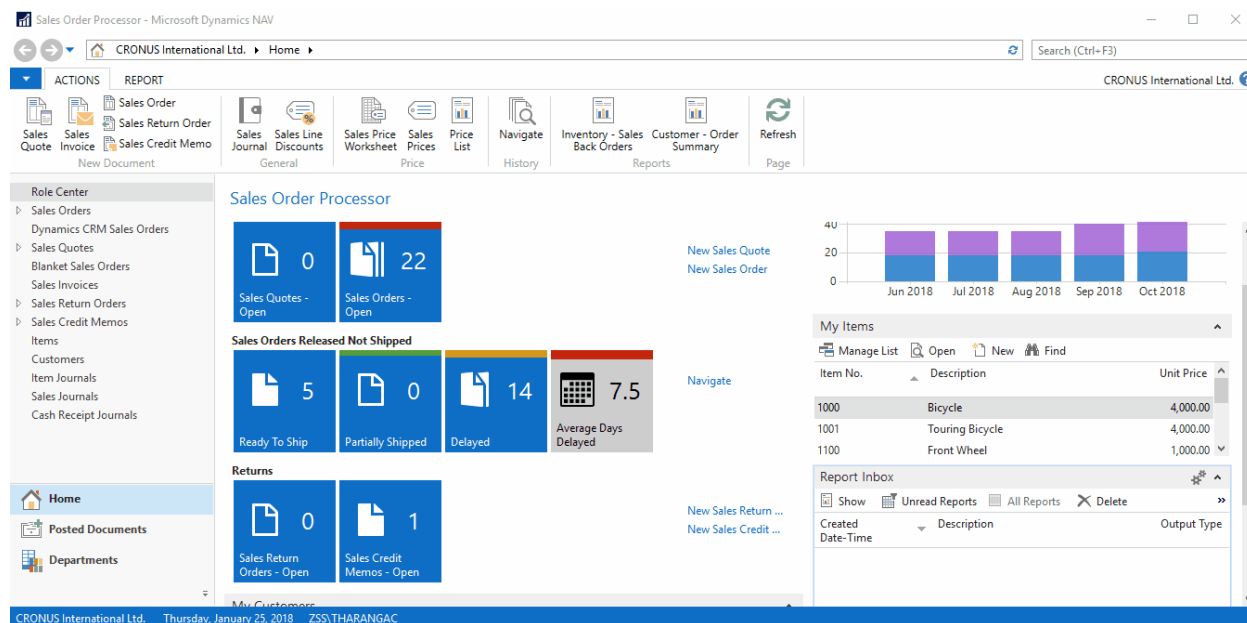 Sales Order Processor - Microsoft Dynamics NAV
CRONUS International Ltd. Home
Search (Ctrl+F3)
ACTIONS REPORT
CRONUS International Ltd.
Sales Quote
Sales Invoice
Sales Order
Sales Return Order
Sales Credit Memo
New Document
Sales Journal
Sales Line Discounts
General
Sales Price Worksheet
Sales Prices
Price List
Price
Navigate
History
Inventory - Sales Back Orders
Customer - Order Summary
Reports
Refresh
Page
Role Center
Sales Orders
Dynamics CRM Sales Orders
Sales Quotes
Blanket Sales Orders
Sales Invoices
Sales Return Orders
Sales Credit Memos
Items
Customers
Item Journals
Sales Journals
Cash Receipt Journals
Home
Posted Documents
Departments
Sales Order Processor
0
Sales Quotes -
Open
22
Sales Orders -
Open
New Sales Quote
New Sales Order
Sales Orders Released Not Shipped
5
Ready To Ship
0
Partially Shipped
14
Delayed
7.5
Average Days
Delayed
Navigate
Returns
0
Sales Return
Orders - Open
1
Sales Credit
Memos - Open
New Sales Return ...
New Sales Credit ...
My Customers
40
20
0
Jun 2018 Jul 2018 Aug 2018 Sep 2018 Oct 2018
My Items
Manage List Open New Find
Item No. Description Unit Price
1000 Bicycle 4,000.00
1001 Touring Bicycle 4,000.00
1100 Front Wheel 1,000.00
Report Inbox
Show Unread Reports All Reports Delete »
Created
Date-Time
Description Output Type
CRONUS International Ltd. Thursday, January 25, 2018 ZSS\THARANGAC